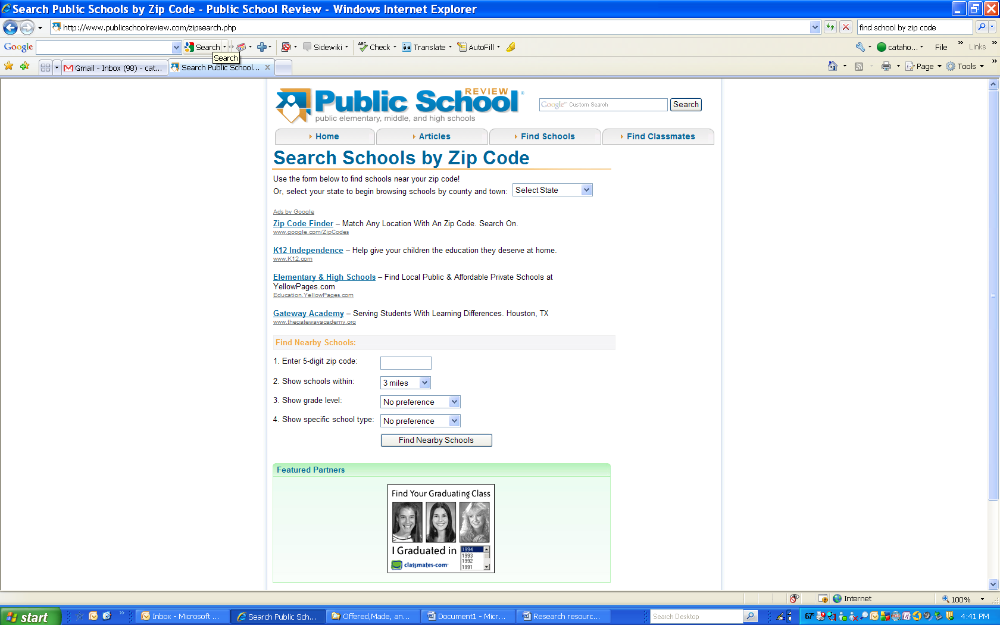 Search Public Schools by Zip Code - Public School Review - Windows Internet Explorer
http://www.publicschoolreview.com/zipsearch.php
find school by zip code
Google
Search
Sidewiki
Check
Translate
AutoFill
cataho...
File
Links
Search
Gmail - Inbox (98) - cat...
Search Public School...
Page
Tools
Public School
REVIEW
public elementary, middle, and high schools
Google™ Custom Search
Search
Home
Articles
Find Schools
Find Classmates
Search Schools by Zip Code
Use the form below to find schools near your zip code!
Or, select your state to begin browsing schools by county and town: Select State
Ads by Google
Zip Code Finder – Match Any Location With An Zip Code. Search On.
www.google.com/ZipCodes
K12 Independence – Help give your children the education they deserve at home.
www.K12.com
Elementary & High Schools – Find Local Public & Affordable Private Schools at
YellowPages.com
Education.YellowPages.com
Gateway Academy – Serving Students With Learning Differences. Houston, TX
www.thegatewayacademy.org
Find Nearby Schools:
1. Enter 5-digit zip code:
2. Show schools within: 3 miles
3. Show grade level: No preference
4. Show specific school type: No preference
Find Nearby Schools
Featured Partners
Find Your Graduating Class
I Graduated in
1994
1993
1992
1991
classmates.com
Internet
100%
start
Inbox - Microsoft ...
Search Public Sch...
Offered,Made, an...
Document1 - Micr...
Research resourc...
Search Desktop
67°
4:41 PM